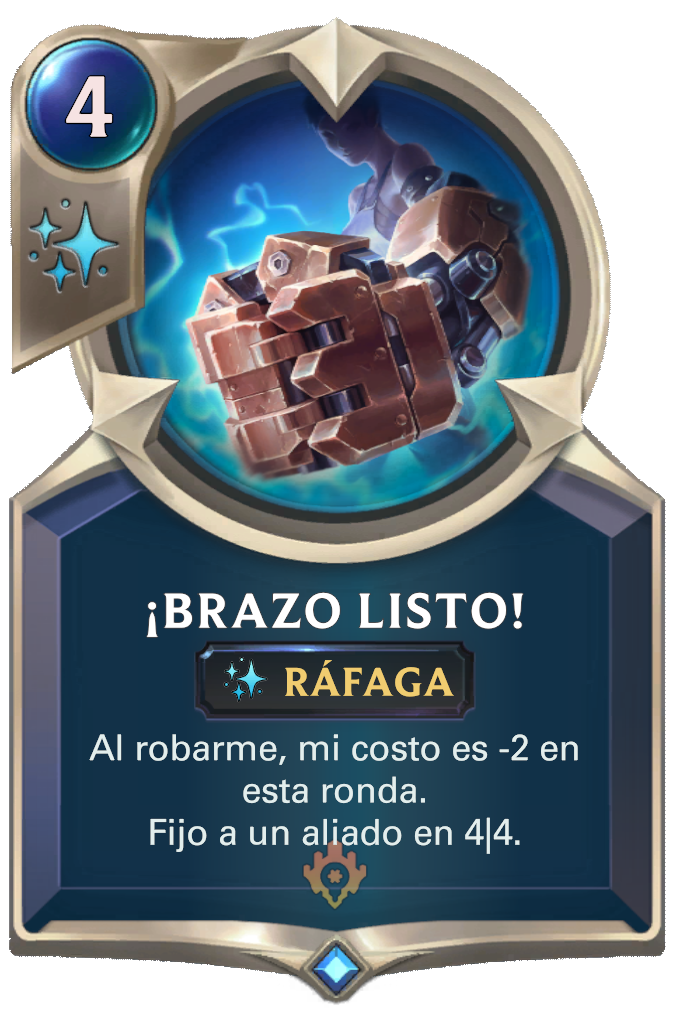 4
¡BRAZO LISTO!
RÁFAGA
Al robarme, mi costo es -2 en
esta ronda.
Fijo a un aliado en 4|4.